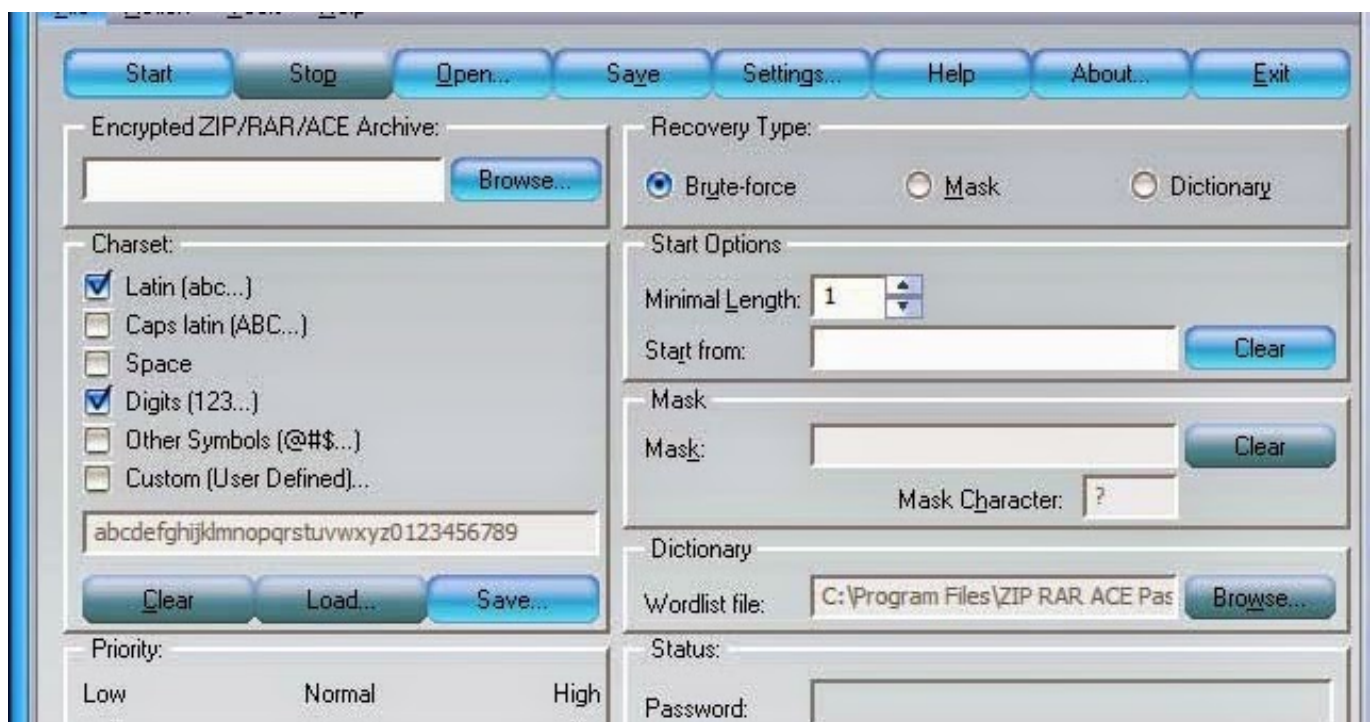 Start Stop Open... Save Settings... Help About... Exit
Encrypted ZIP/RAR/ACE Archive:
Browse...
Recovery Type:
Brute-force Mask Dictionary
Charset:
Latin (abc...)
Caps latin (ABC...)
Space
Digits (123...)
Other Symbols (@#$...)
Custom (User Defined)...
abcdefghijklmnopqrstuvwxyz0123456789
Clear Load... Save...
Start Options
Minimal Length: 1
Start from: Clear
Mask
Mask: Clear
Mask Character: ?
Dictionary
Wordlist file: C:\Program Files\ZIP RAR ACE Pas Browse...
Priority:
Low Normal High
Status:
Password: